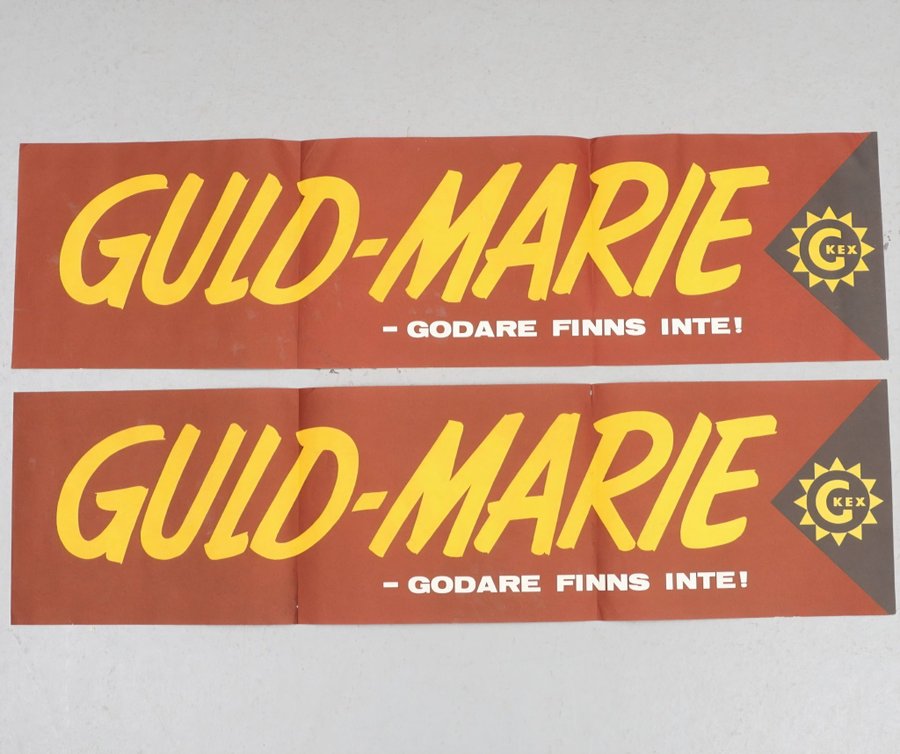 GULD-MARIE
- GODARE FINNS INTE!
G KEX
GULD-MARIE
- GODARE FINNS INTE!
G KEX